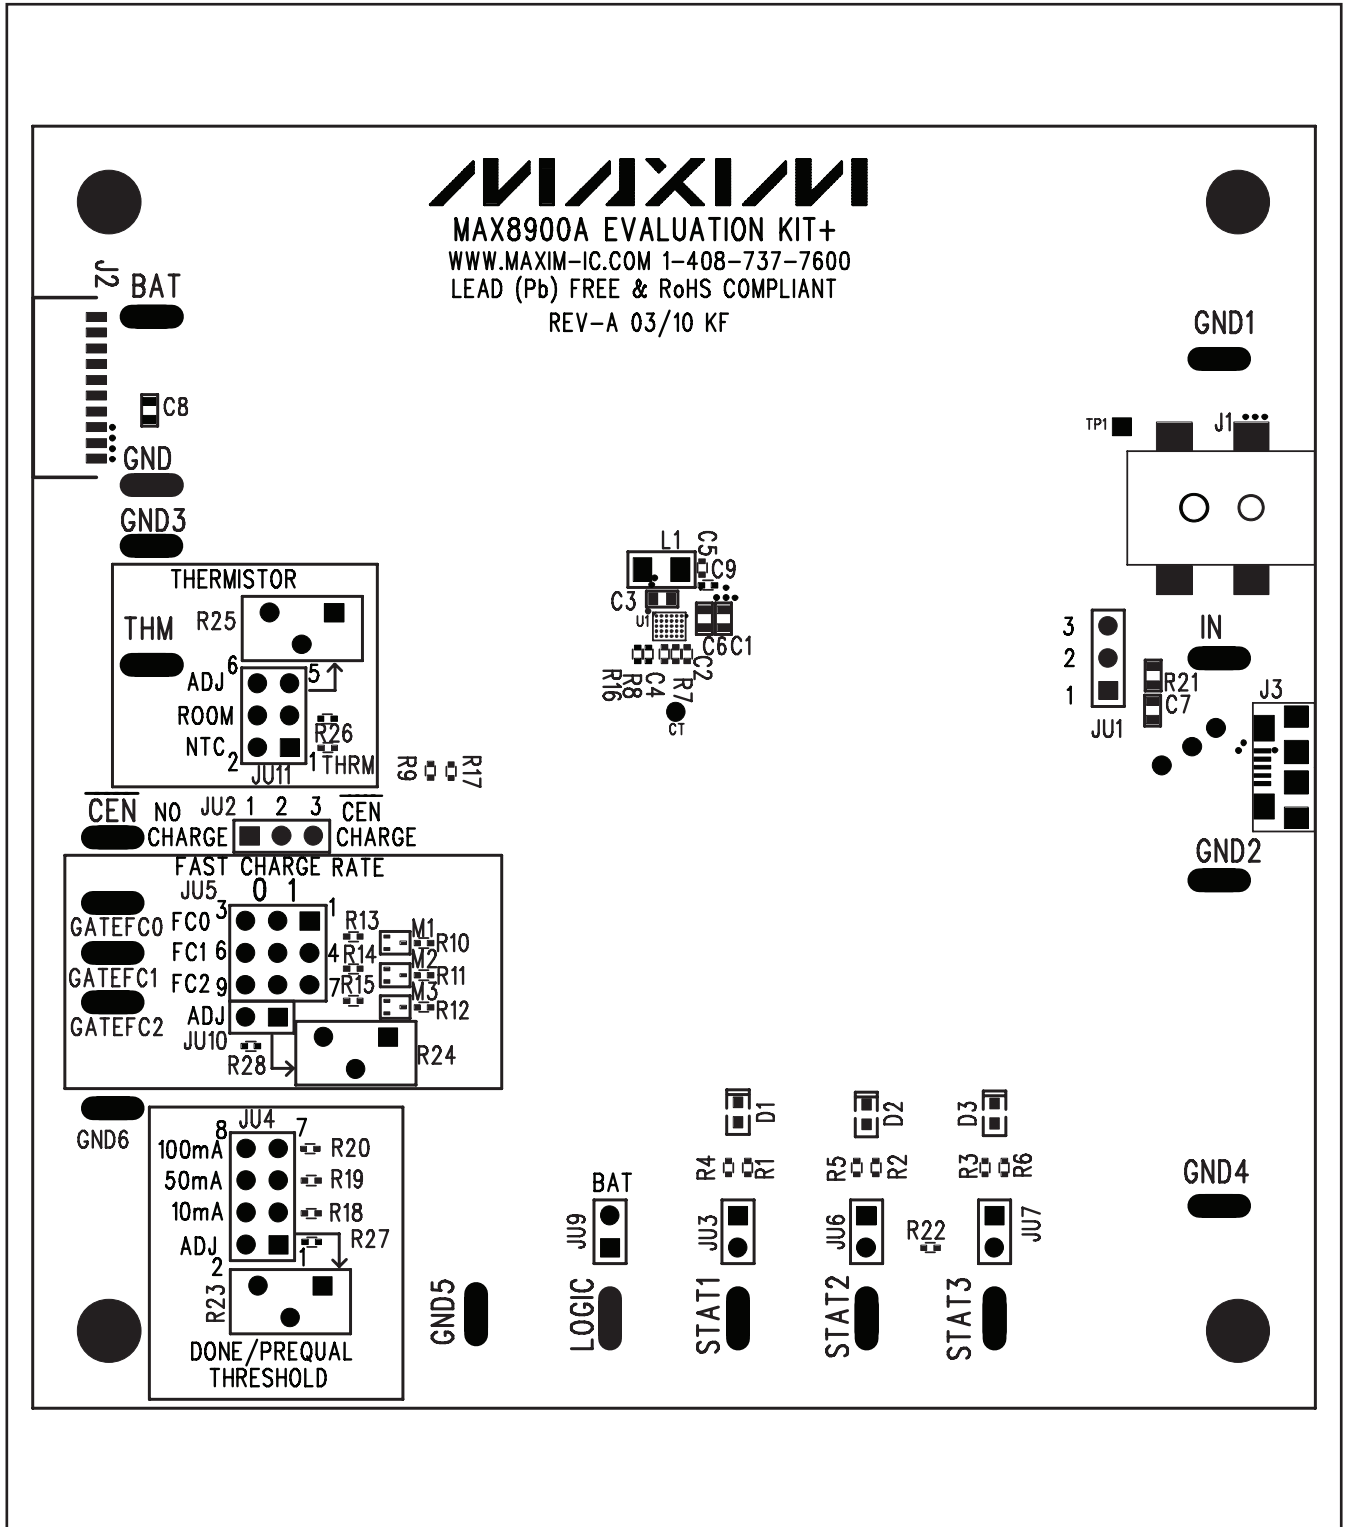 MAXIM
MAX8900A EVALUATION KIT+
WWW.MAXIM-IC.COM 1-408-737-7600
LEAD (Pb) FREE & RoHS COMPLIANT
REV-A 03/10 KF
J2
BAT
C8
GND
GND3
GND1
TP1
J1
THERMISTOR
R25
THM
6
5
ADJ
ROOM
NTC
R26
2
1
THRM
JU11
L1
C5
C9
C3
U1
C6
C1
R16
R8
C4
R7
C2
CT
3
2
1
JU1
IN
R21
C7
J3
R9
R17
CEN
NO
CHARGE
JU2
1
2
3
CEN
CHARGE
GND2
FAST CHARGE RATE
JU5
0
1
3
1
GATEFC0
FC0
R13
M1
R10
FC1
6
4
R14
M2
R11
GATEFC1
FC2
9
7
R15
M3
R12
GATEFC2
ADJ
JU10
R28
R24
GND6
JU4
8
7
100mA
R20
50mA
R19
10mA
R18
ADJ
R27
2
1
R23
DONE/PREQUAL
THRESHOLD
GND5
BAT
JU9
LOGIC
D1
R4
R1
JU3
STAT1
D2
R5
R2
JU6
STAT2
R22
D3
R3
R6
JU7
STAT3
GND4